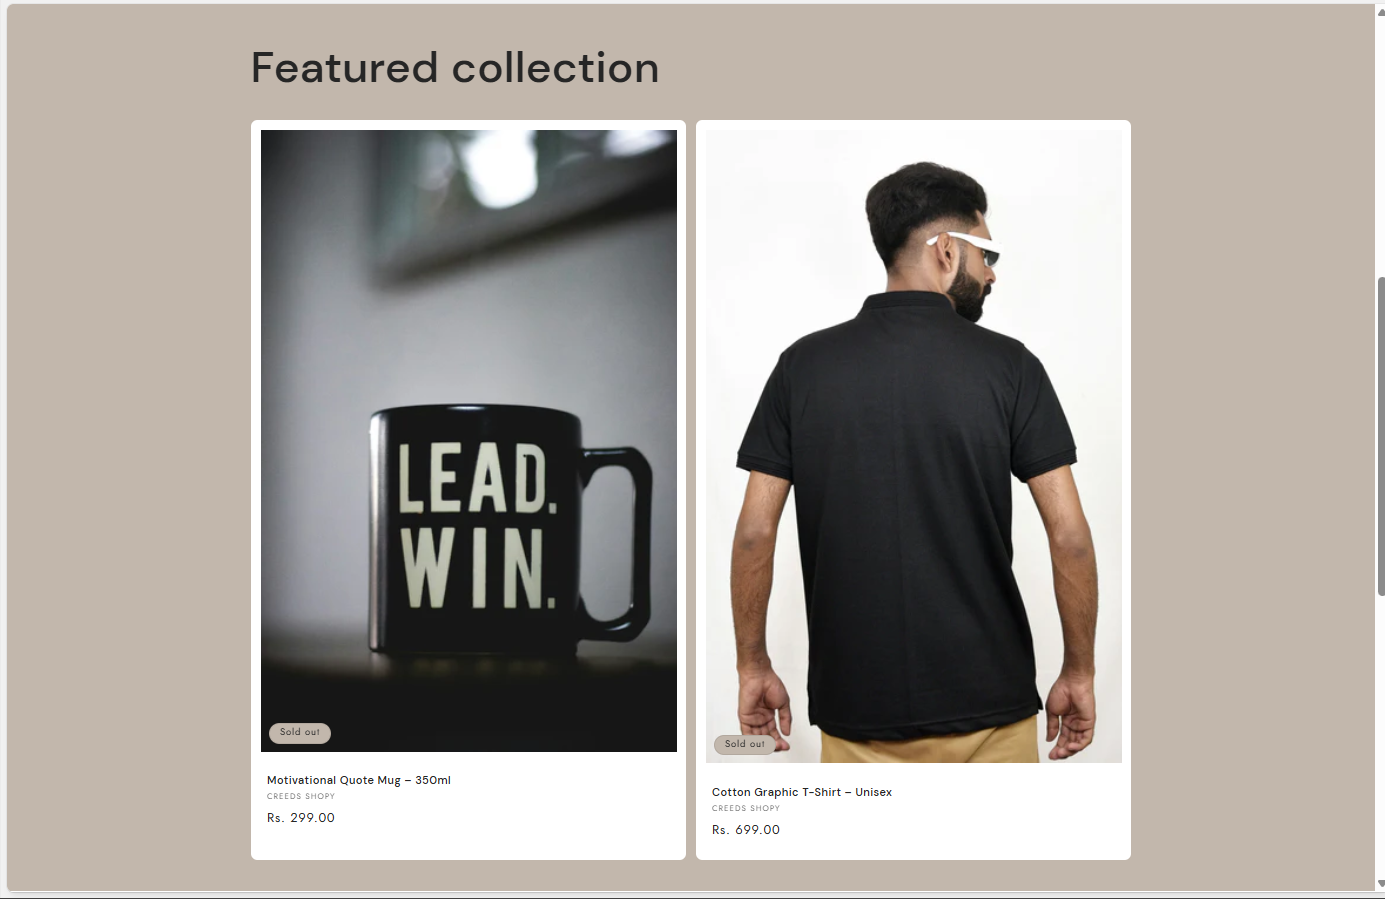 Featured collection
LEAD.
WIN.
Sold out
Motivational Quote Mug – 350ml
CREEDS SHOPY
Rs. 299.00
Sold out
Cotton Graphic T-Shirt – Unisex
CREEDS SHOPY
Rs. 699.00